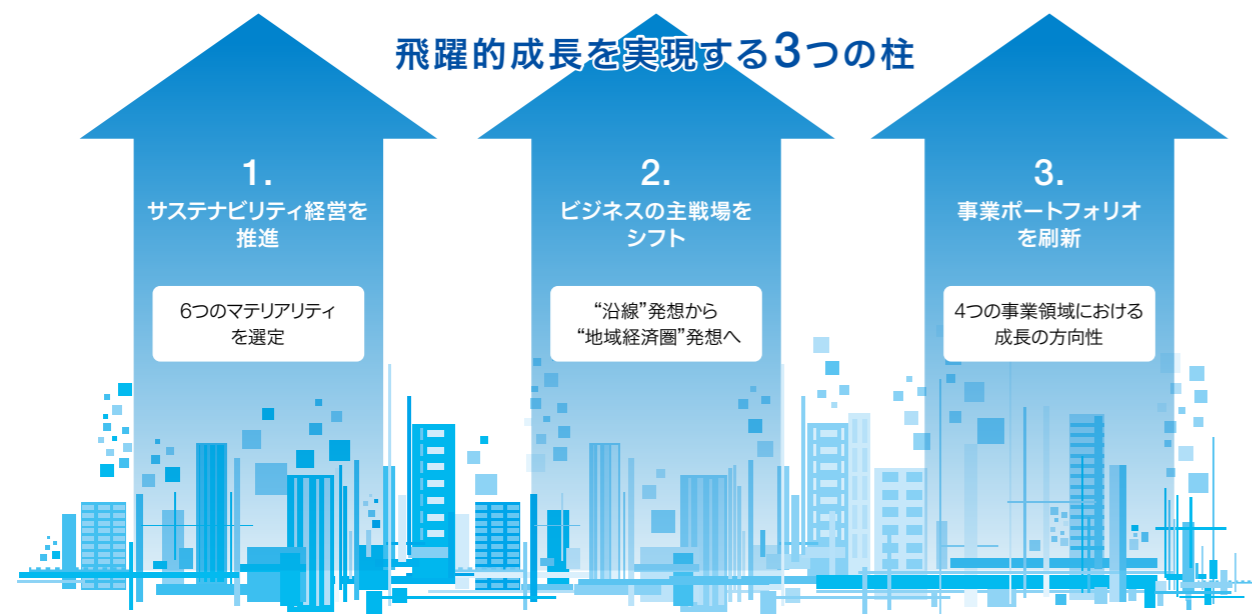 飛躍的成長を実現する3つの柱
1.
サステナビリティ経営を
推進
6つのマテリアリティ
を選定
2.
ビジネスの主戦場を
シフト
“沿線”発想から
“地域経済圏”発想へ
3.
事業ポートフォリオ
を刷新
4つの事業領域における
成長の方向性